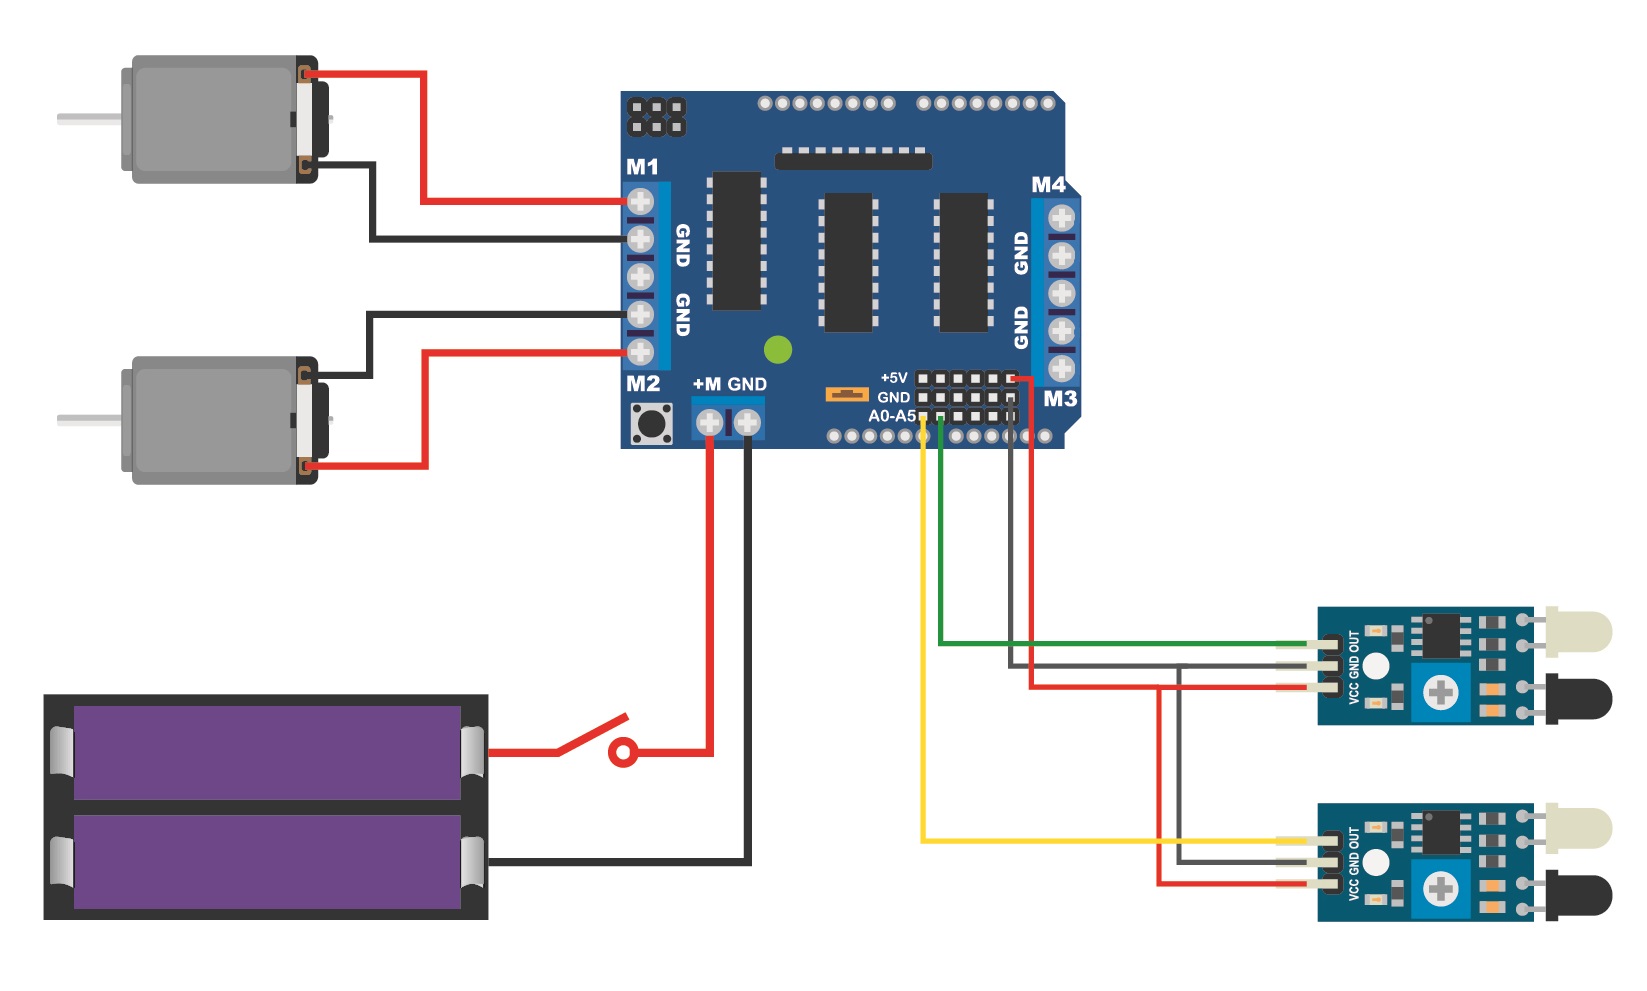 M1
GND
GND
M2
+M GND
M4
GND
GND
M3
+5V
GND
A0-A5
VCC GND OUT
VCC GND OUT